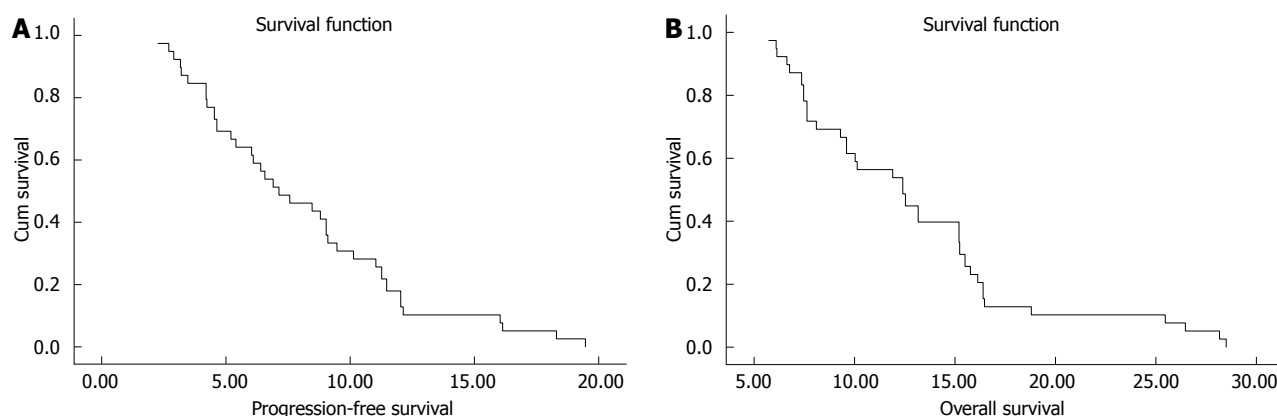 A
Survival function
1.0
0.8
0.6
0.4
0.2
0.0
Cum survival
0.00 5.00 10.00 15.00 20.00
Progression-free survival
B
Survival function
1.0
0.8
0.6
0.4
0.2
0.0
Cum survival
5.00 10.00 15.00 20.00 25.00 30.00
Overall survival